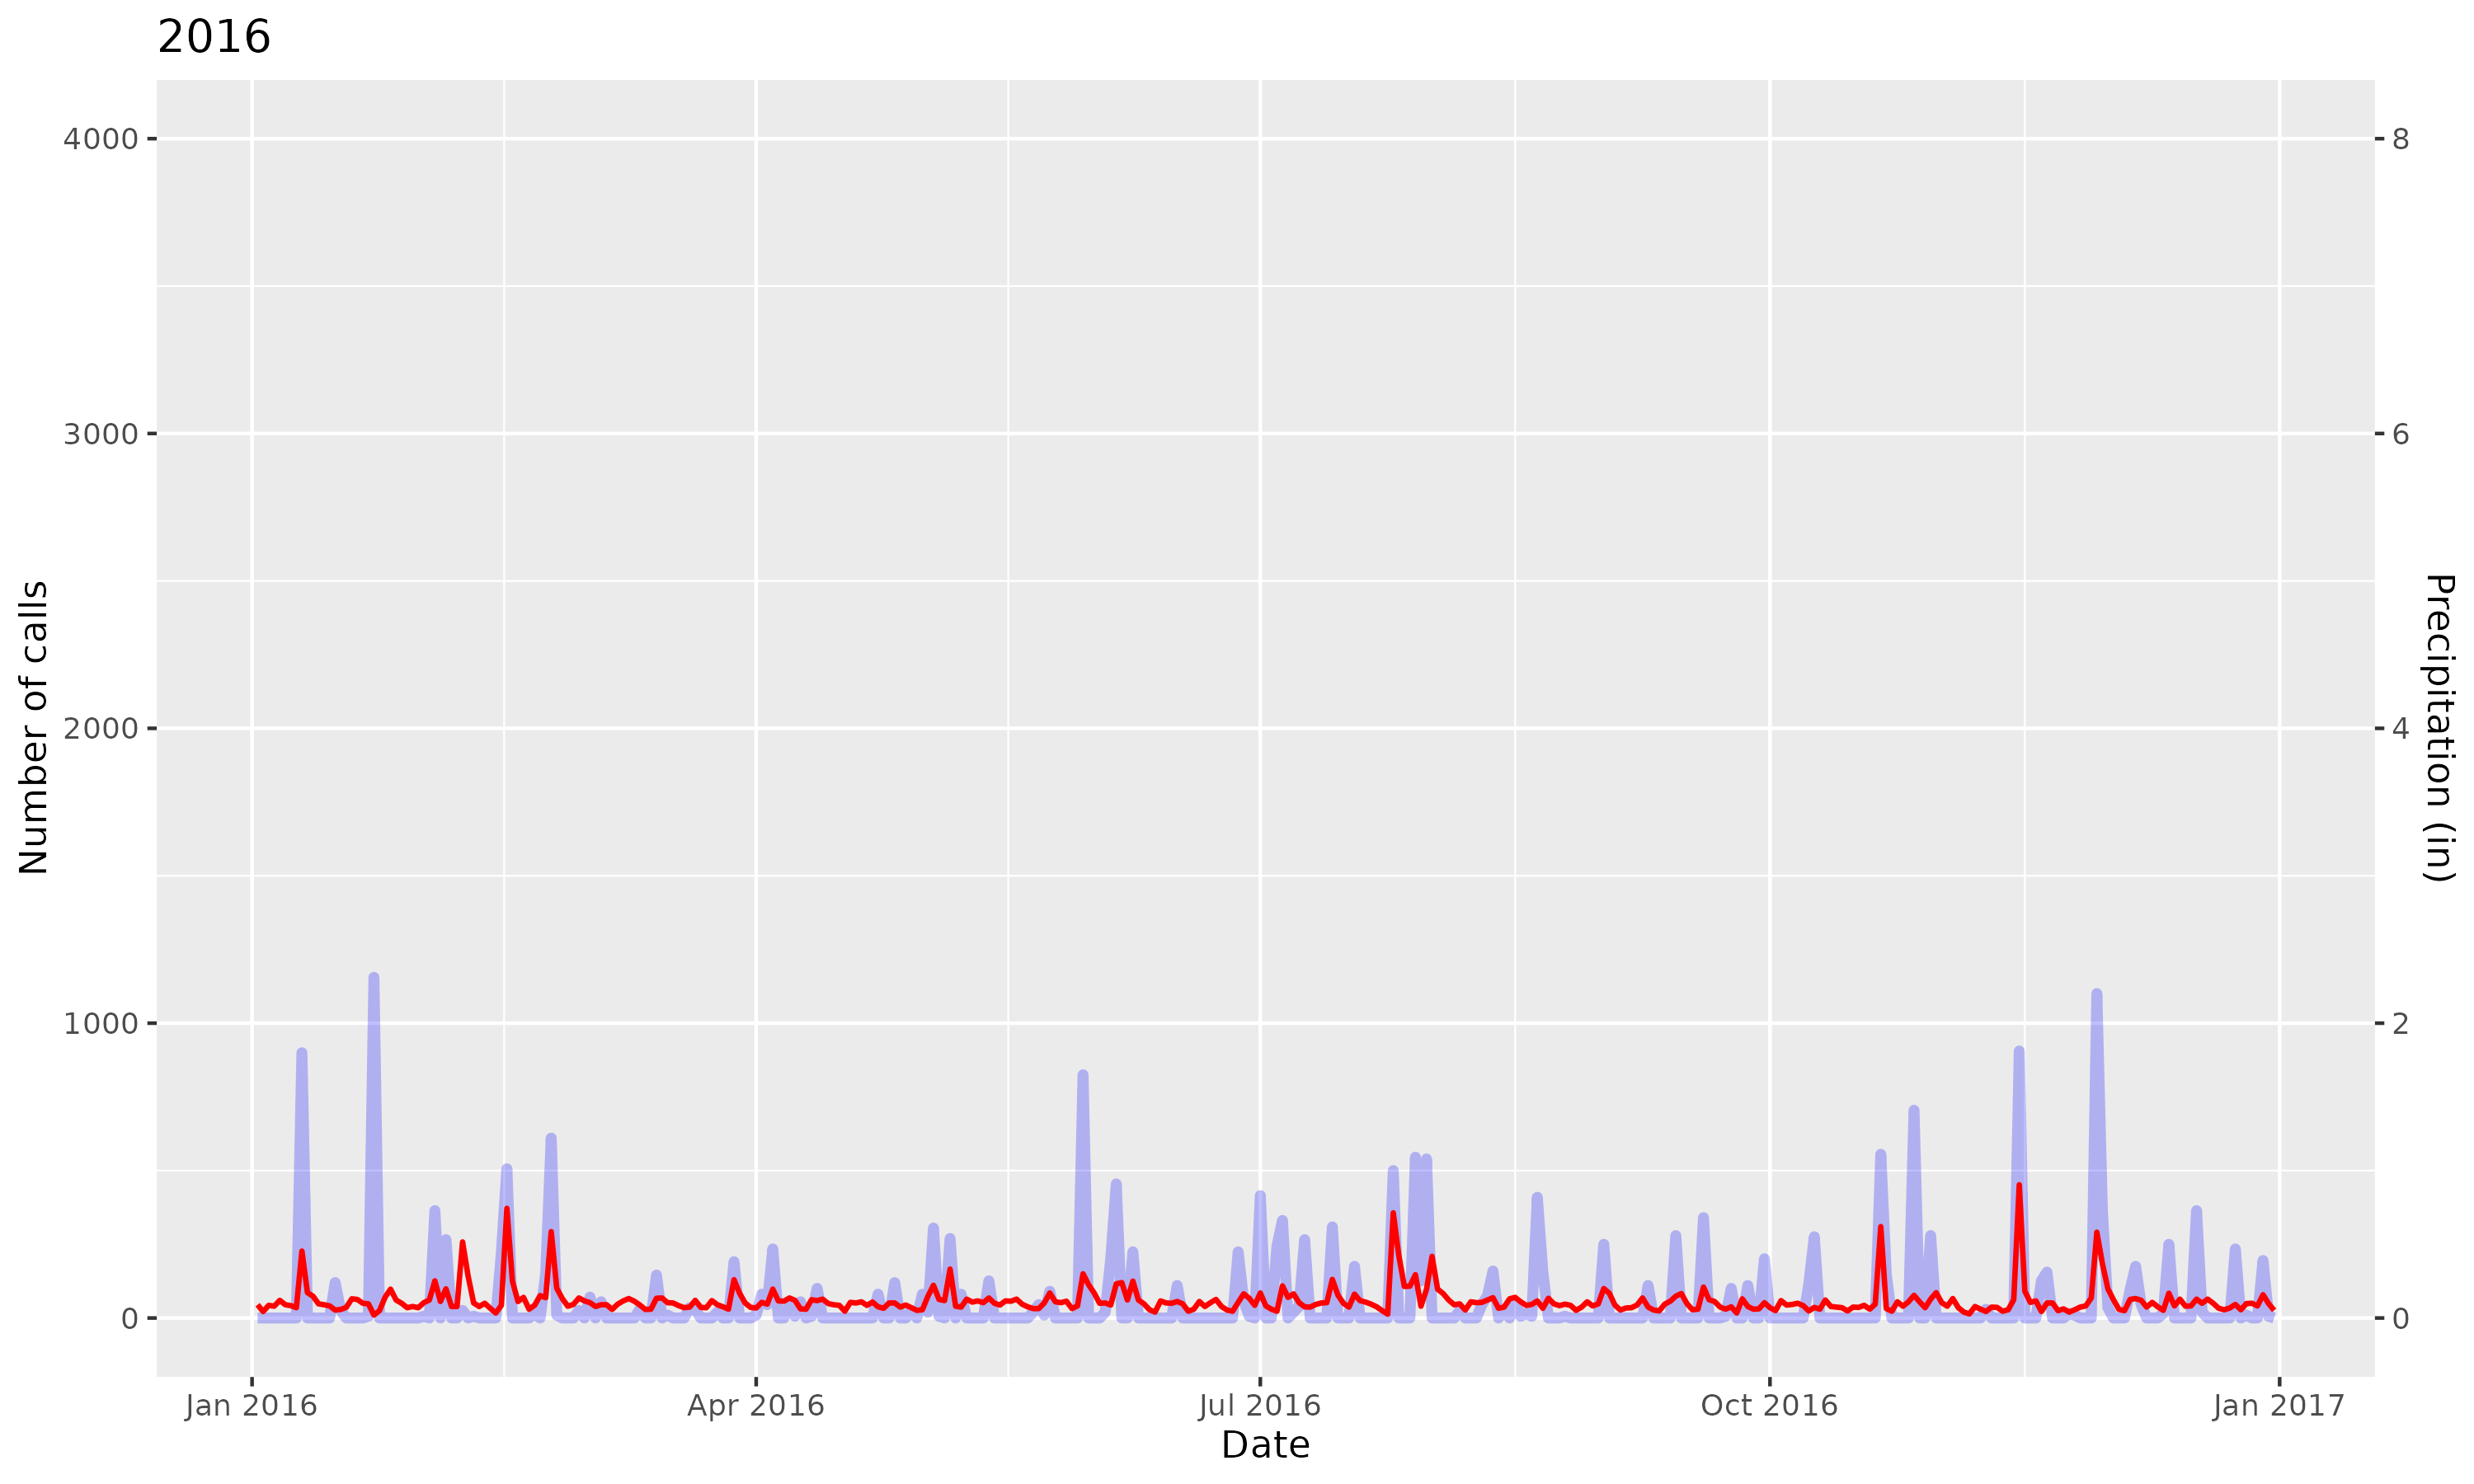 2016
4000
3000
2000
1000
0
Number of calls
8
6
4
2
0
Precipitation (in)
Jan 2016
Apr 2016
Jul 2016
Oct 2016
Jan 2017
Date